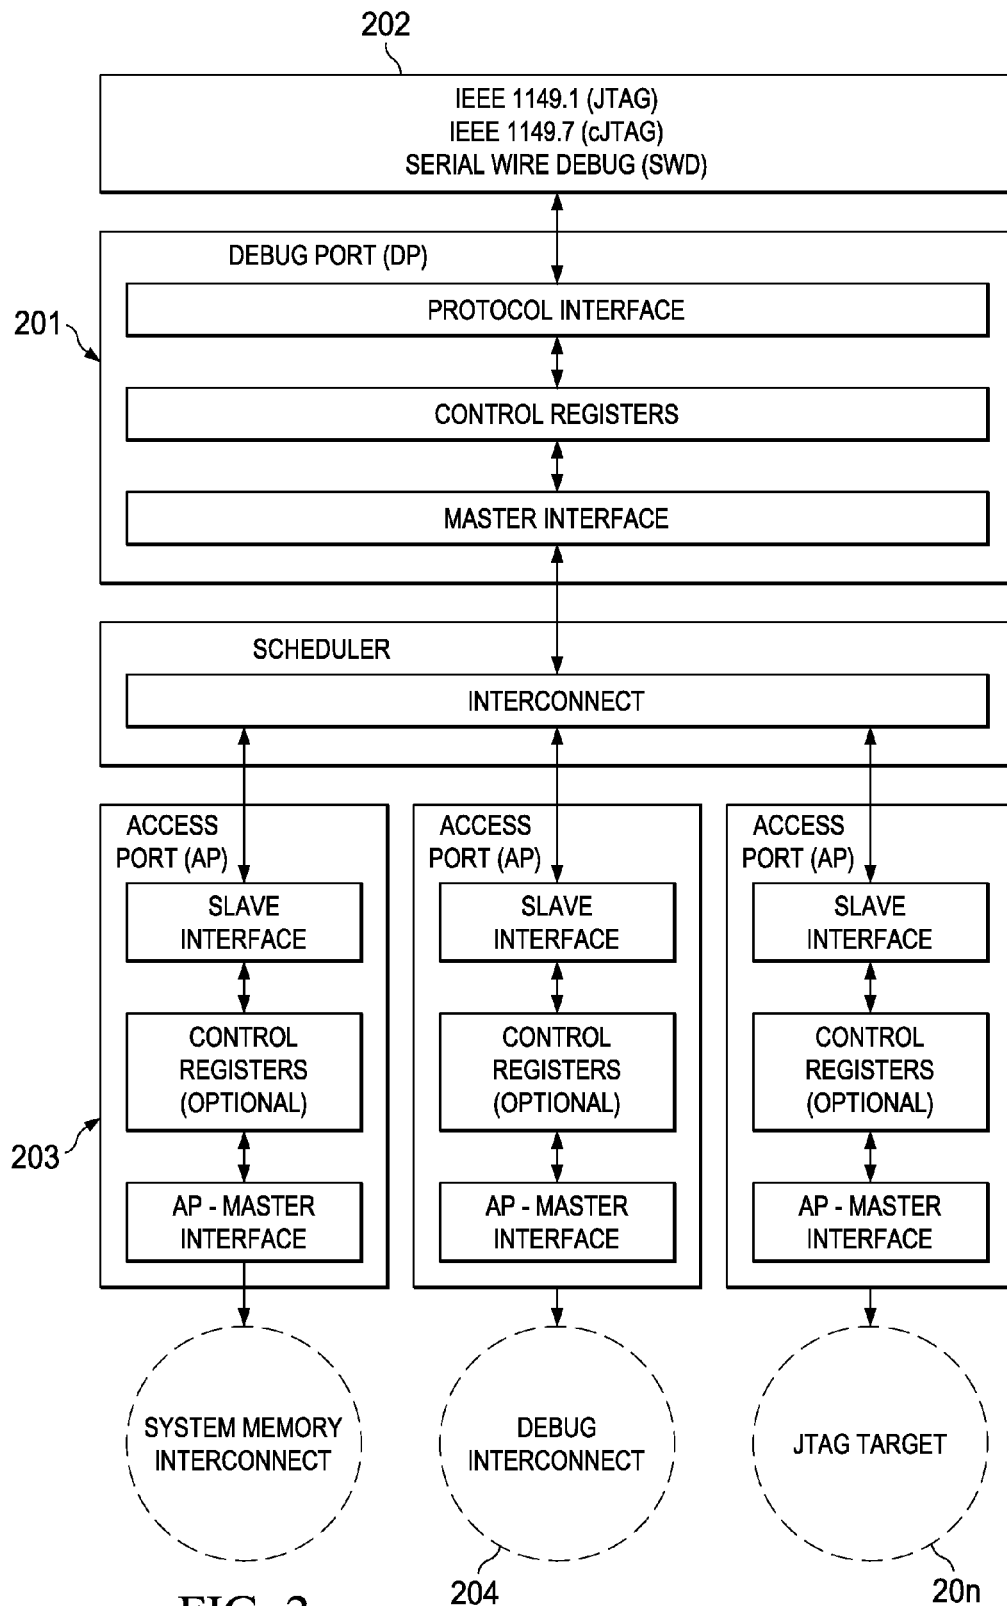 202
IEEE 1149.1 (JTAG)
IEEE 1149.7 (cJTAG)
SERIAL WIRE DEBUG (SWD)
DEBUG PORT (DP)
PROTOCOL INTERFACE
201
CONTROL REGISTERS
MASTER INTERFACE
SCHEDULER
INTERCONNECT
ACCESS
PORT (AP)
SLAVE
INTERFACE
CONTROL
REGISTERS
(OPTIONAL)
203
AP - MASTER
INTERFACE
ACCESS
PORT (AP)
SLAVE
INTERFACE
CONTROL
REGISTERS
(OPTIONAL)
AP - MASTER
INTERFACE
ACCESS
PORT (AP)
SLAVE
INTERFACE
CONTROL
REGISTERS
(OPTIONAL)
AP - MASTER
INTERFACE
SYSTEM MEMORY
INTERCONNECT
DEBUG
INTERCONNECT
JTAG TARGET
204
20n